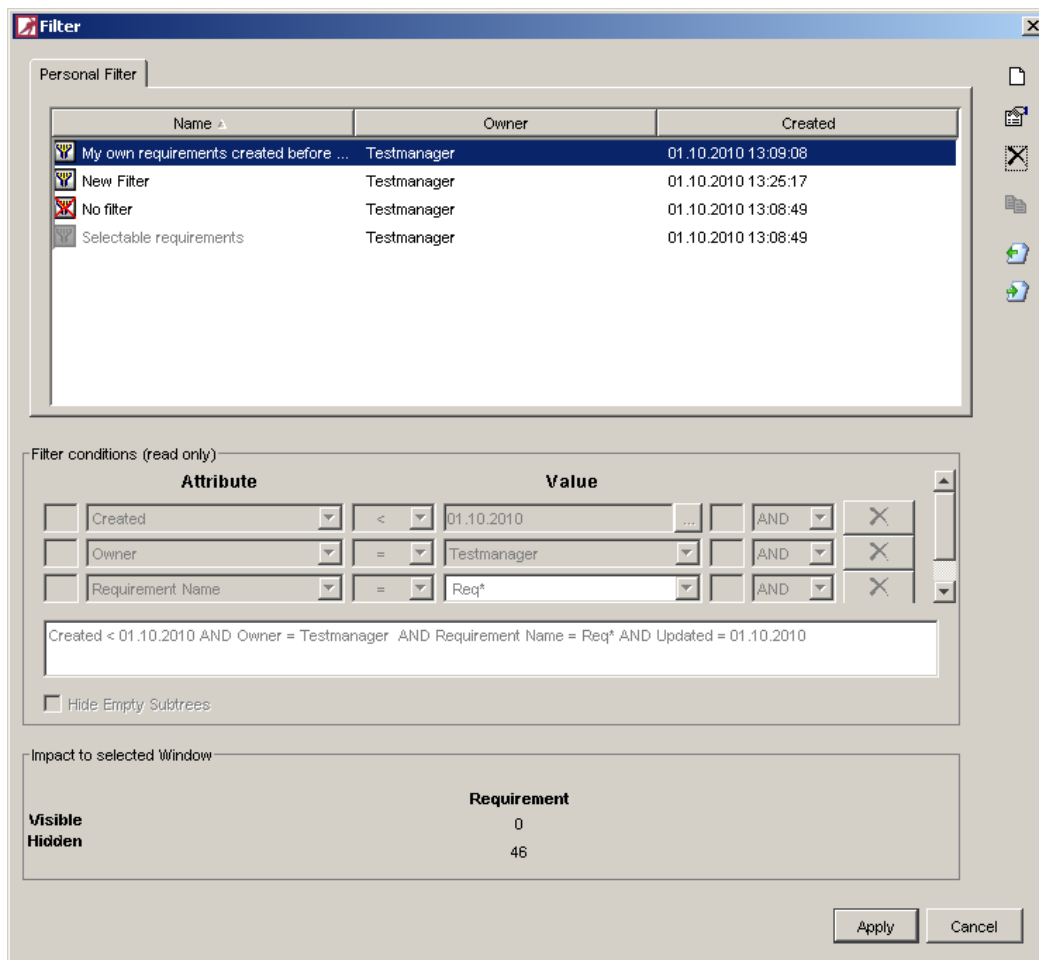 Filter
Personal Filter
Name Owner Created
My own requirements created before ... Testmanager 01.10.2010 13:09:08
New Filter Testmanager 01.10.2010 13:25:17
No filter Testmanager 01.10.2010 13:08:49
Selectable requirements Testmanager 01.10.2010 13:08:49
Filter conditions (read only)
Attribute Value
Created < 01.10.2010 ... AND
Owner = Testmanager AND
Requirement Name = Req* AND
Created < 01.10.2010 AND Owner = Testmanager  AND Requirement Name = Req* AND Updated = 01.10.2010
Hide Empty Subtrees
Impact to selected Window
Requirement
Visible 0
Hidden 46
Apply Cancel